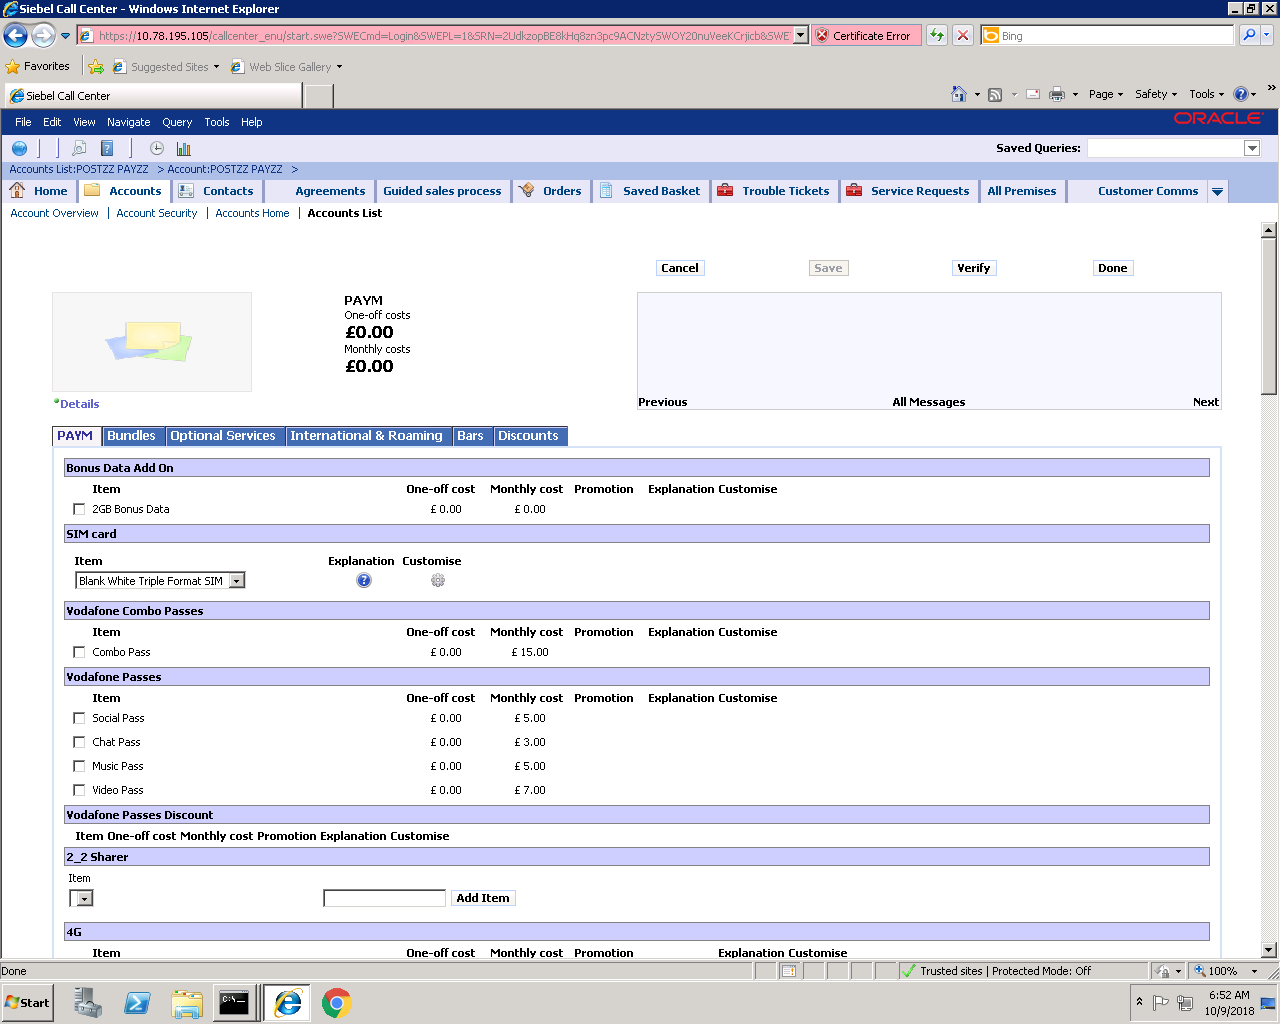 Siebel Call Center - Windows Internet Explorer
https://10.78.195.105/callcenter_enu/start.swe?SWECmd=Login&SWEPL=1&SRN=2UdkzopBE8kHq8zn3pc9ACNztySWOY20nuVeeKCrjicb&SWE
Certificate Error
Bing
Favorites
Suggested Sites
Web Slice Gallery
Siebel Call Center
Page
Safety
Tools
»
File Edit View Navigate Query Tools Help
ORACLE
Saved Queries:
Accounts List:POSTZZ PAYZZ > Account:POSTZZ PAYZZ >
Home Accounts Contacts Agreements Guided sales process Orders Saved Basket Trouble Tickets Service Requests All Premises Customer Comms
Account Overview | Account Security | Accounts Home | Accounts List
Cancel Save Verify Done
PAYM
One-off costs
£0.00
Monthly costs
£0.00
Details
Previous All Messages Next
PAYM Bundles Optional Services International & Roaming Bars Discounts
Bonus Data Add On
Item One-off cost Monthly cost Promotion Explanation Customise
2GB Bonus Data £ 0.00 £ 0.00
SIM card
Item Explanation Customise
Blank White Triple Format SIM
Vodafone Combo Passes
Item One-off cost Monthly cost Promotion Explanation Customise
Combo Pass £ 0.00 £ 15.00
Vodafone Passes
Item One-off cost Monthly cost Promotion Explanation Customise
Social Pass £ 0.00 £ 5.00
Chat Pass £ 0.00 £ 3.00
Music Pass £ 0.00 £ 5.00
Video Pass £ 0.00 £ 7.00
Vodafone Passes Discount
Item One-off cost Monthly cost Promotion Explanation Customise
2_2 Sharer
Item
Add Item
4G
Item One-off cost Monthly cost Promotion Explanation Customise
Done
Trusted sites | Protected Mode: Off
100%
Start
C:\.
6:52 AM
10/9/2018